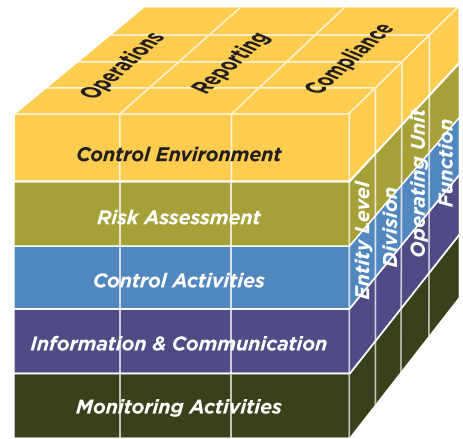 Operations
Reporting
Compliance
Control Environment
Risk Assessment
Control Activities
Information & Communication
Monitoring Activities
Entity Level
Division
Operating Unit
Function